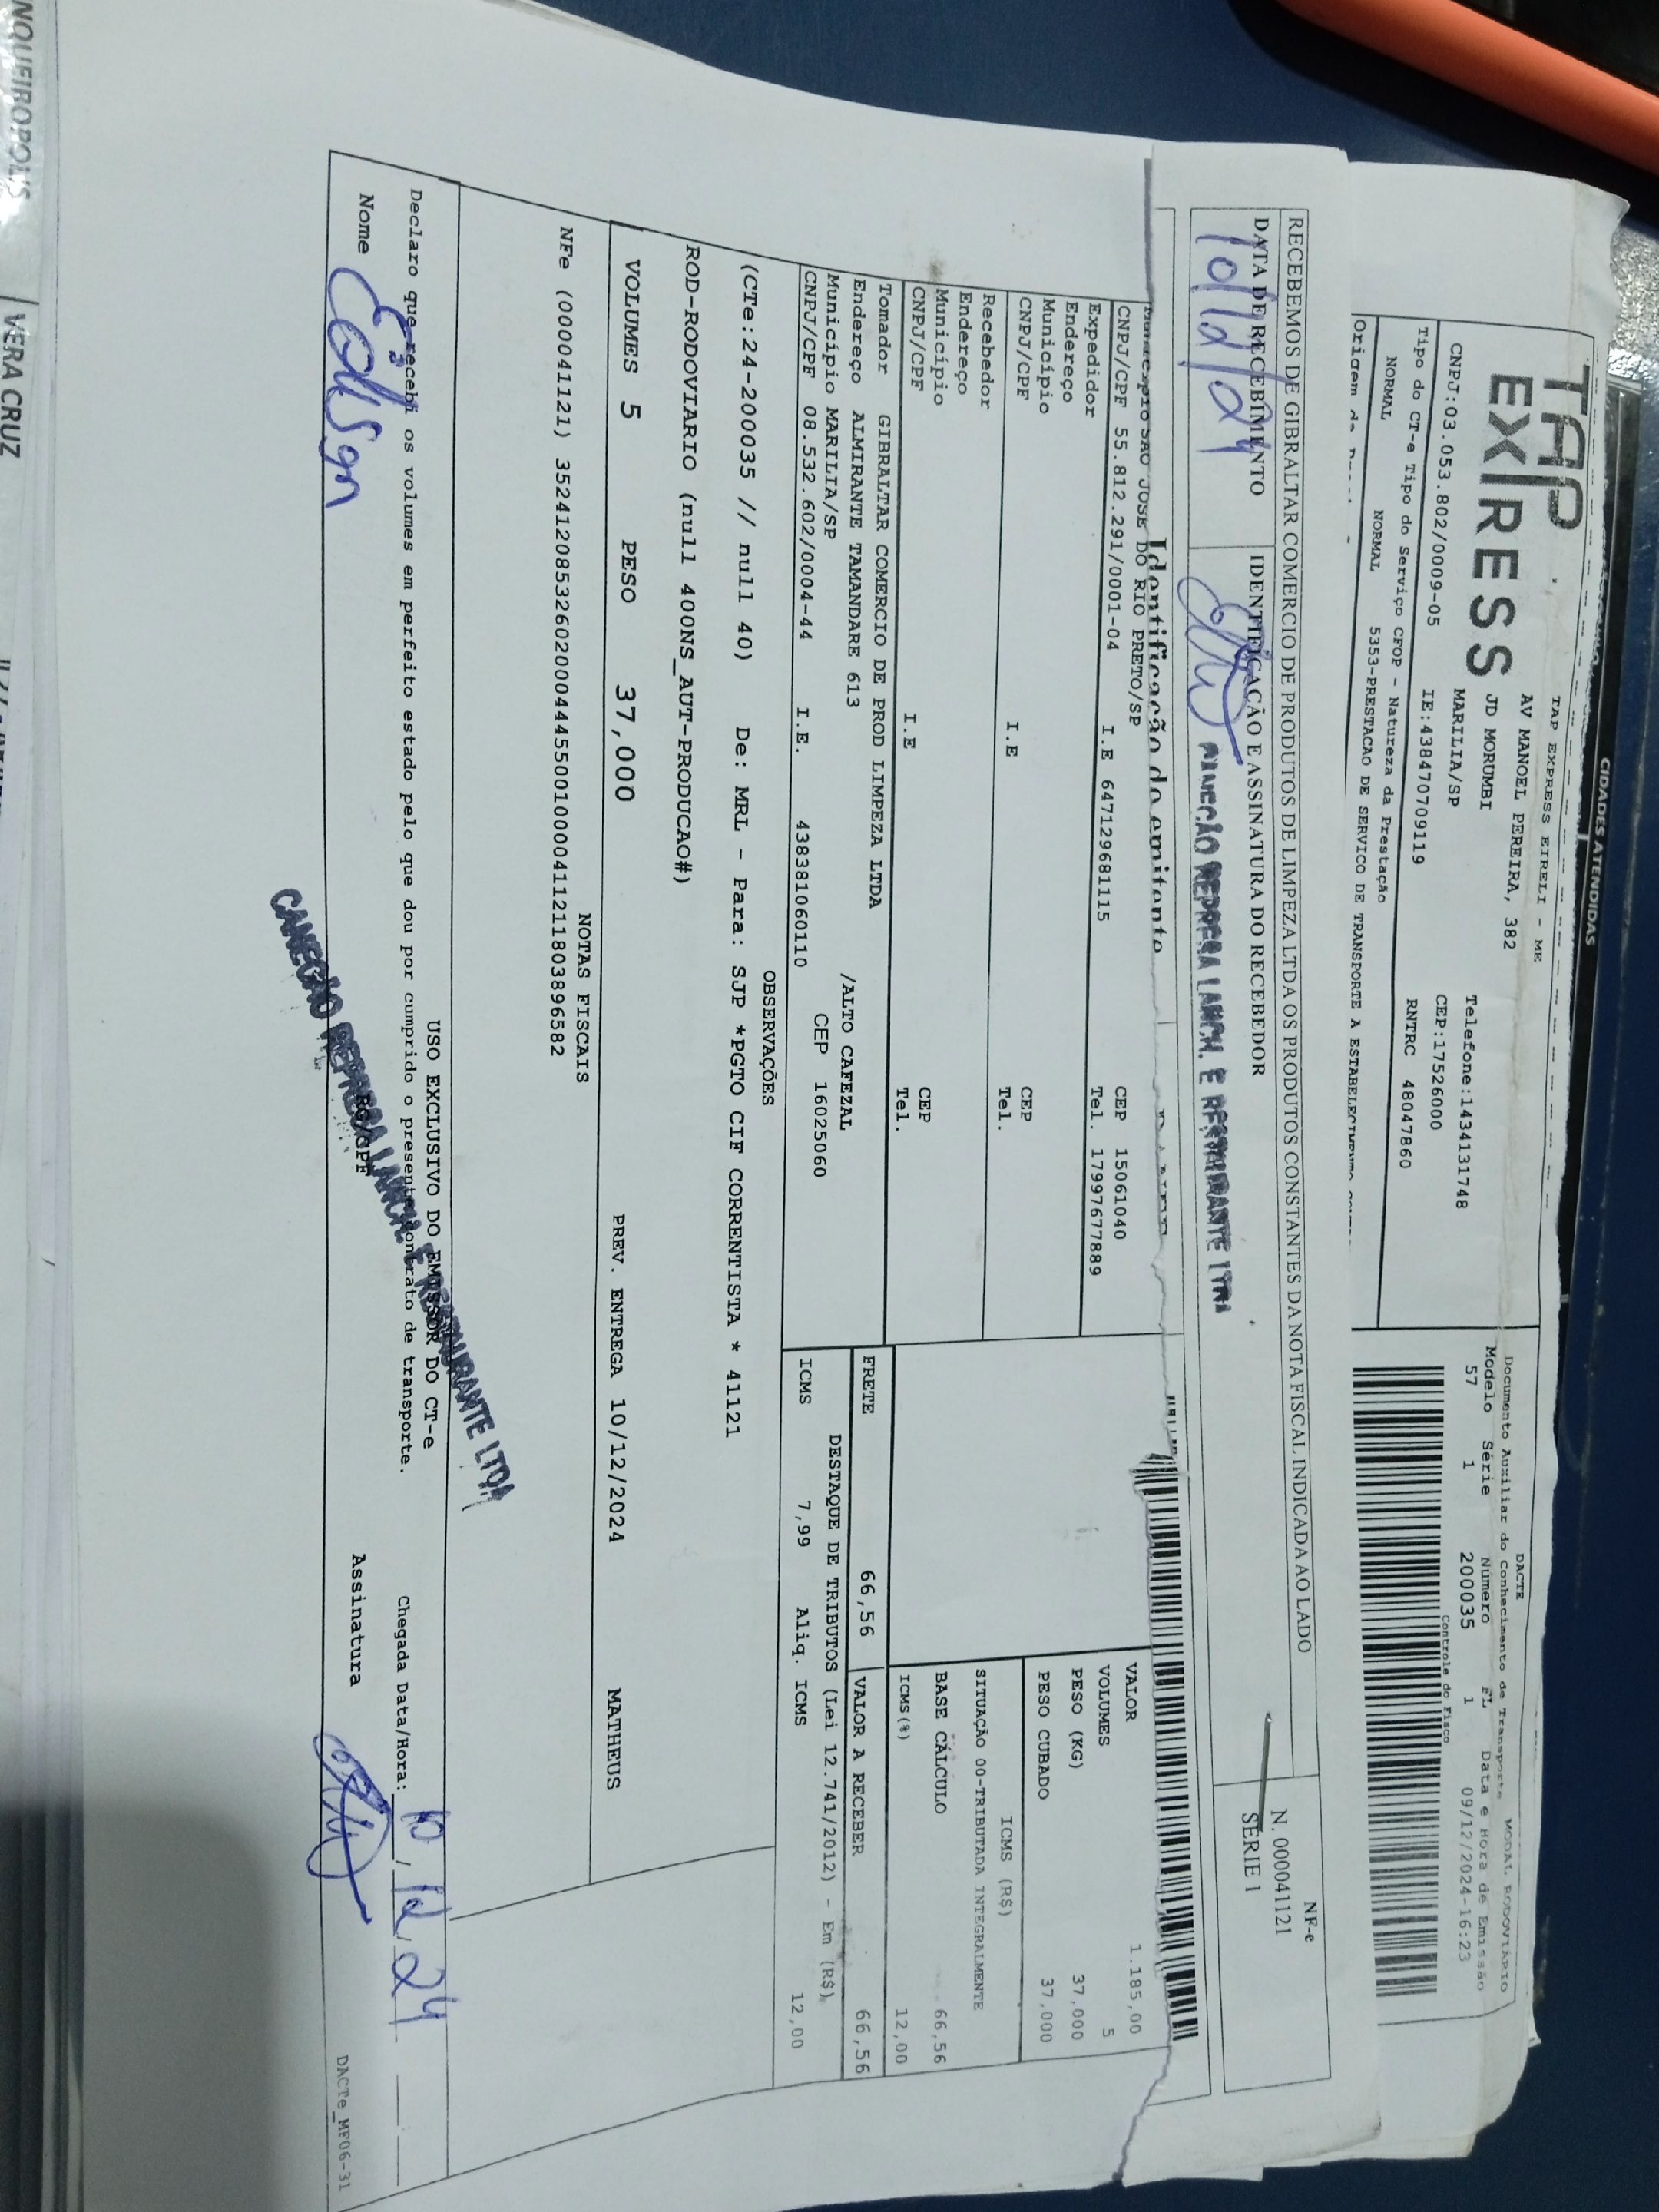 CIDADES ATENDIDAS
TAP
EXPRESS
TAP EXPRESS EIRELI - ME
AV MANOEL PEREIRA, 382
JD MORUMBI
MARILIA/SP
Telefone:1434131748
CEP:17526000
CNPJ:03.053.802/0009-05
IE:438470709119
RNTRC 48047860
Tipo do CT-e Tipo do Serviço CFOP - Natureza da Prestação
NORMAL NORMAL 5353-PRESTACAO DE SERVICO DE TRANSPORTE A
DACTE
Documento Auxiliar do Conhecimento de Transporte MODAL RODOVIARIO
Modelo Série Número FL Data e Hora de Emissão
57 1 200035 1 09/12/2024-16:23
Controle do Fisco
RECEBEMOS DE GIBRALTAR COMERCIO DE PRODUTOS DE LIMPEZA LTDA OS PRODUTOS CONSTANTES DA NOTA FISCAL INDICADA AO LADO
DATA DE RECEBIMENTO
10/12/24
IDENTIFICAÇÃO E ASSINATURA DO RECEBEDOR
NF-e
N. 000041121
SÉRIE 1
Identificação do emitente
SAO JOSE DO RIO PRETO/SP
CNPJ/CPF 55.812.291/0001-04 I.E 647129681115 CEP 15061040
Expedidor Tel. 17997677889
Endereço
Município CEP
CNPJ/CPF I.E Tel.
Recebedor
Endereço
Município CEP
CNPJ/CPF I.E Tel.
Tomador GIBRALTAR COMERCIO DE PROD LIMPEZA LTDA
Endereço ALMIRANTE TAMANDARE 613 /ALTO CAFEZAL
Município MARILIA/SP CEP 16025060
CNPJ/CPF 08.532.602/0004-44 I.E. 438381060110
VALOR 1.185,00
VOLUMES 5
PESO (KG) 37,000
PESO CUBADO 37,000
ICMS (R$)
SITUAÇÃO 00-TRIBUTADA INTEGRALMENTE
BASE CÁLCULO 66,56
ICMS(%) 12,00
FRETE 66,56 VALOR A RECEBER 66,56
DESTAQUE DE TRIBUTOS (Lei 12.741/2012) - Em (R$)
ICMS 7,99 Aliq. ICMS 12,00
OBSERVAÇÕES
(CTe:24-200035 // null 40) De: MRL - Para: SJP *PGTO CIF CORRENTISTA * 41121
ROD-RODOVIARIO (null 400NS_AUT-PRODUCAO#)
VOLUMES 5 PESO 37,000 PREV. ENTREGA 10/12/2024 MATHEUS
NOTAS FISCAIS
NFe (000041121) 35241208532602000444550010000411211803896582
USO EXCLUSIVO DO EMISSOR DO CT-e
Declaro que recebi os volumes em perfeito estado pelo que dou por cumprido o presente contrato de transporte.
Chegada Data/Hora: 10/12/24
Nome Edilson RG/CPF Assinatura
CANECÃO REPRESA LANCH. E RESTAURANTE LTDA
DACTe_MF06-31
VERA CRUZ